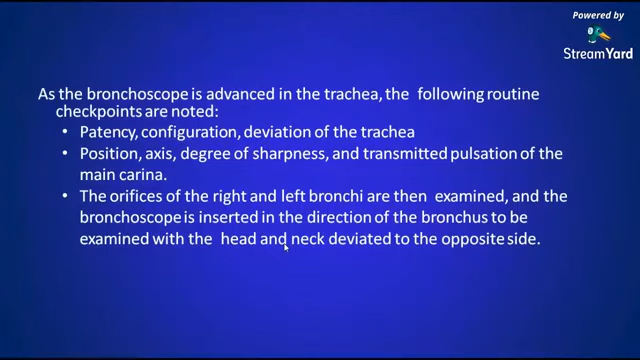 Powered by
StreamYard
As the bronchoscope is advanced in the trachea, the following routine
checkpoints are noted:
• Patency, configuration, deviation of the trachea
• Position, axis, degree of sharpness, and transmitted pulsation of the
main carina.
• The orifices of the right and left bronchi are then examined, and the
bronchoscope is inserted in the direction of the bronchus to be
examined with the head and neck deviated to the opposite side.